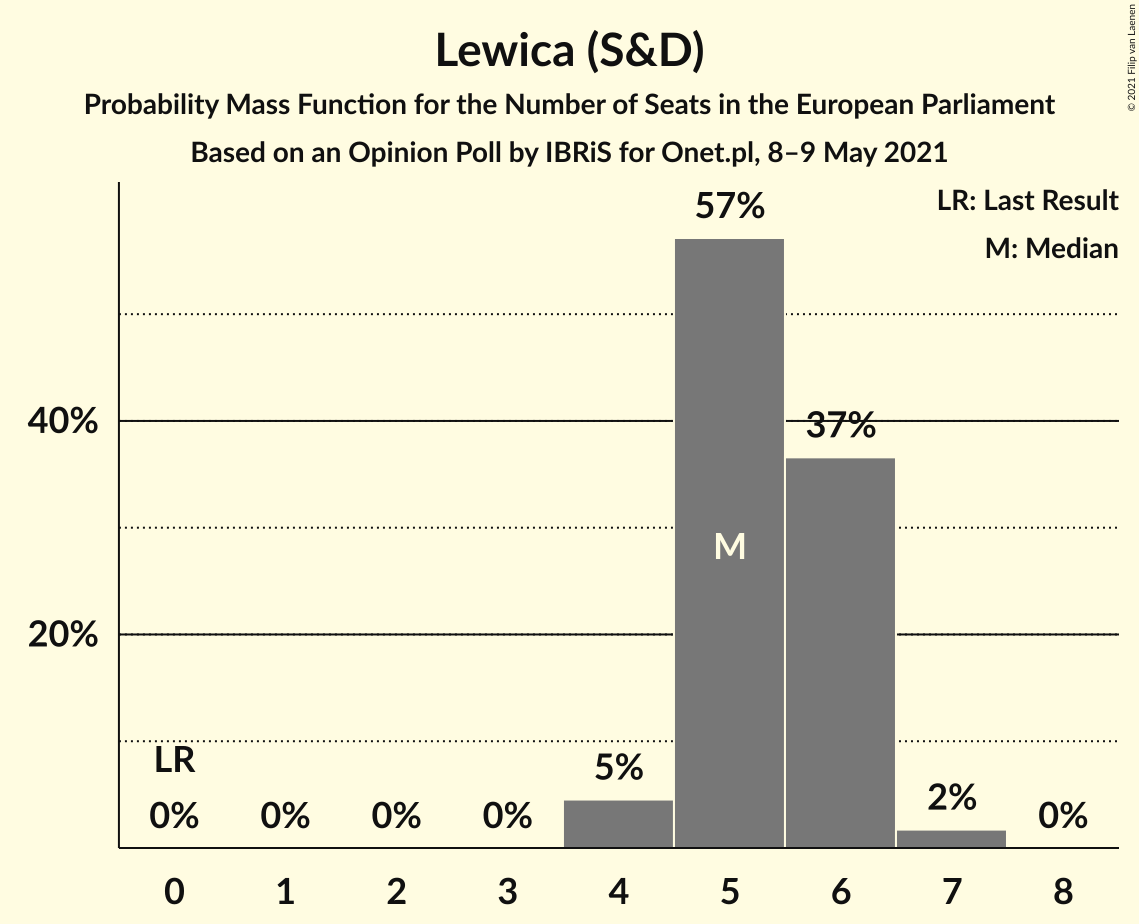 Lewica (S&D)
Probability Mass Function for the Number of Seats in the European Parliament
Based on an Opinion Poll by IBRiS for Onet.pl, 8–9 May 2021
© 2021 Filip van Laenen
LR: Last Result
M: Median
57%
40%
37%
M
20%
LR
5%
2%
0% 0% 0% 0% 0%
0 1 2 3 4 5 6 7 8